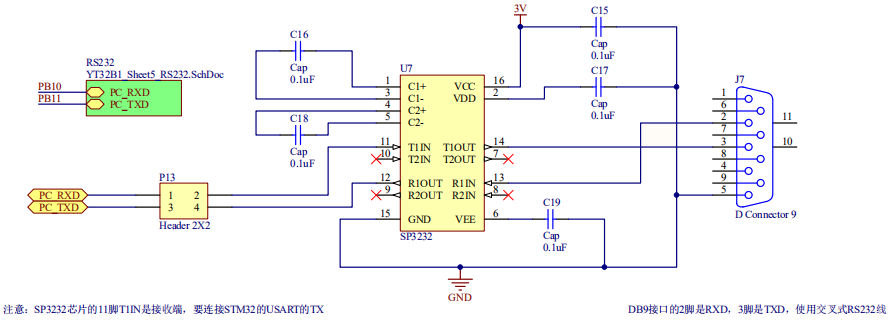 RS232
YT32B1_Sheet5_RS232.SchDoc
PB10
PC_RXD
PB11
PC_TXD
C16
Cap
0.1uF
C18
Cap
0.1uF
3V
C15
Cap
0.1uF
C17
Cap
0.1uF
U7
1 C1+ VCC 16
3 C1- VDD 2
4 C2+
5 C2-
11 T1IN T1OUT 14
10 T2IN T2OUT 7
12 R1OUT R1IN 13
9 R2OUT R2IN 8
15 GND VEE 6
SP3232
C19
Cap
0.1uF
P13
PC_RXD 1 2
PC_TXD 3 4
Header 2X2
J7
1
6
2
7
3
8
4
9
5
11
10
D Connector 9
GND
注意：SP3232芯片的11脚T1IN是接收端，要连接STM32的USART的TX
DB9接口的2脚是RXD，3脚是TXD，使用交叉式RS232线